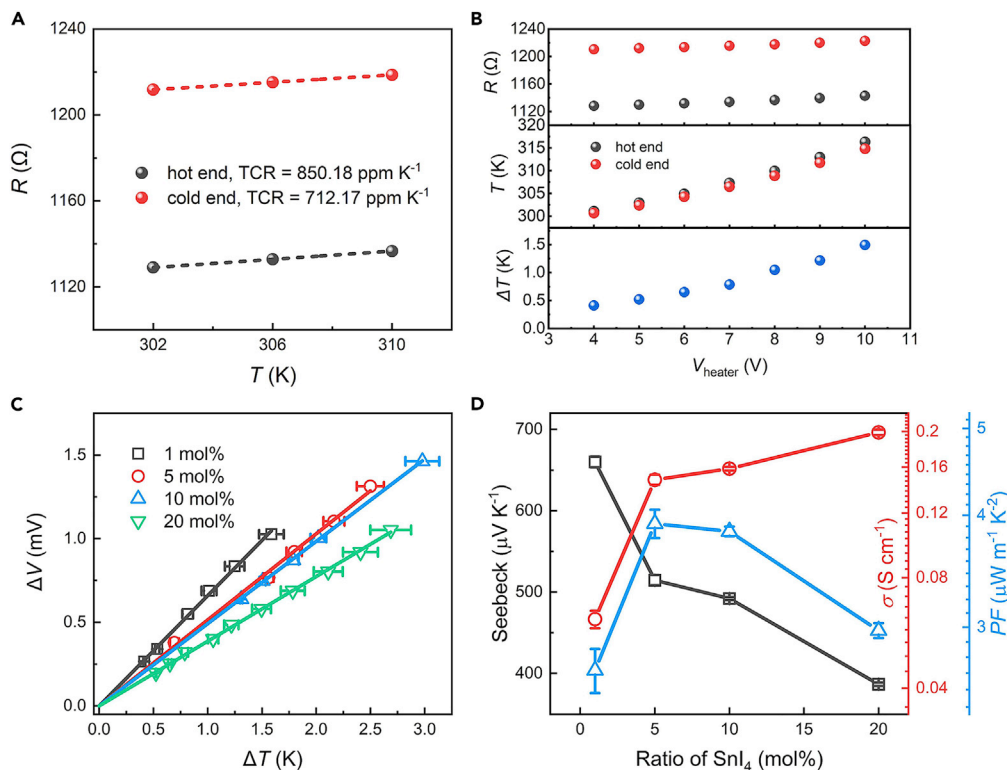 A
1240
1200
1160
1120
R (Ω)
hot end, TCR = 850.18 ppm K⁻¹
cold end, TCR = 712.17 ppm K⁻¹
302
306
310
T (K)
B
1240
1200
1160
1120
R (Ω)
320
315
310
305
300
T (K)
hot end
cold end
1.5
1.0
0.5
0.0
ΔT (K)
3
4
5
6
7
8
9
10
11
V_heater (V)
C
1.5
1.0
0.5
0.0
ΔV (mV)
1 mol%
5 mol%
10 mol%
20 mol%
0.0
0.5
1.0
1.5
2.0
2.5
3.0
ΔT (K)
D
700
600
500
400
Seebeck (μV K⁻¹)
0
5
10
15
20
Ratio of SnI₄ (mol%)
0.2
0.16
0.12
0.08
0.04
σ (S cm⁻¹)
5
4
3
PF (μW m⁻¹ K⁻²)